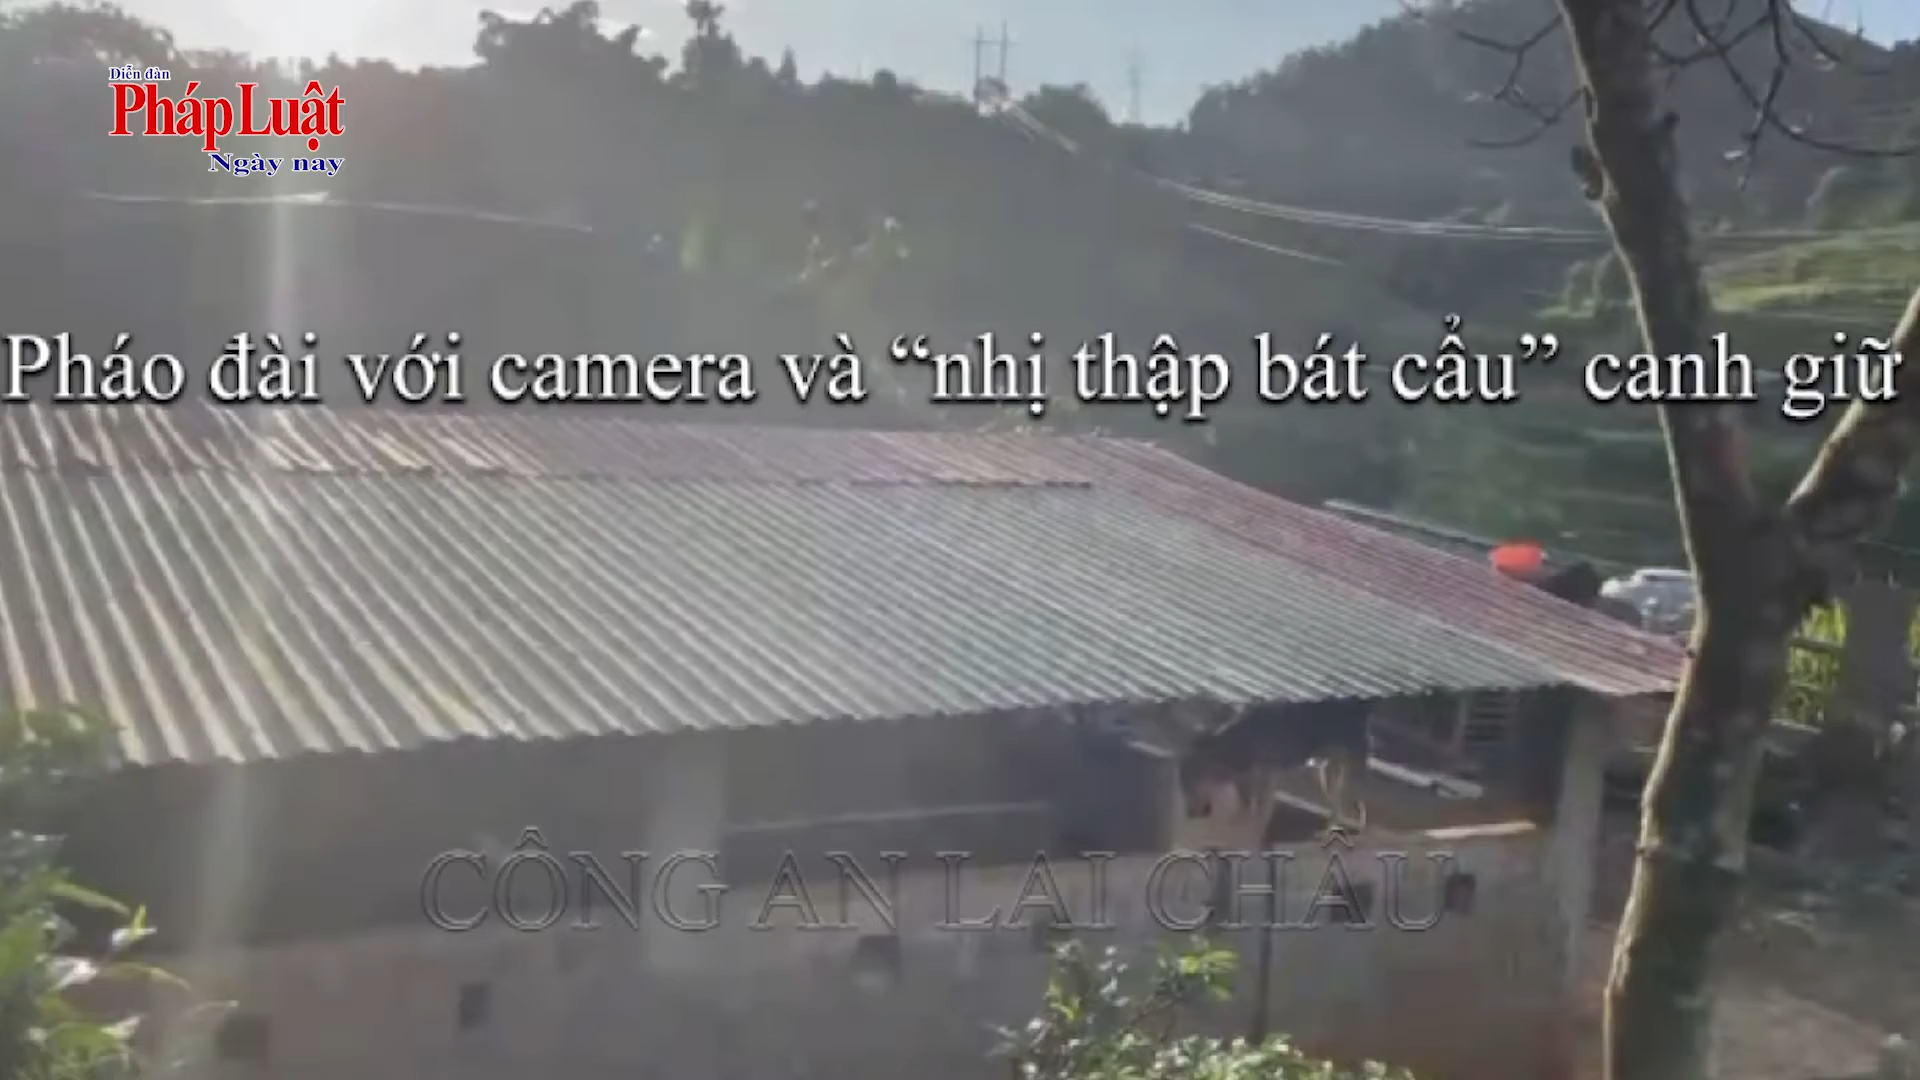 Diễn đàn
Pháp Luật
Ngày nay
Pháo đài với camera và “nhị thập bát cẩu” canh giữ
CÔNG AN LAI CHÂU